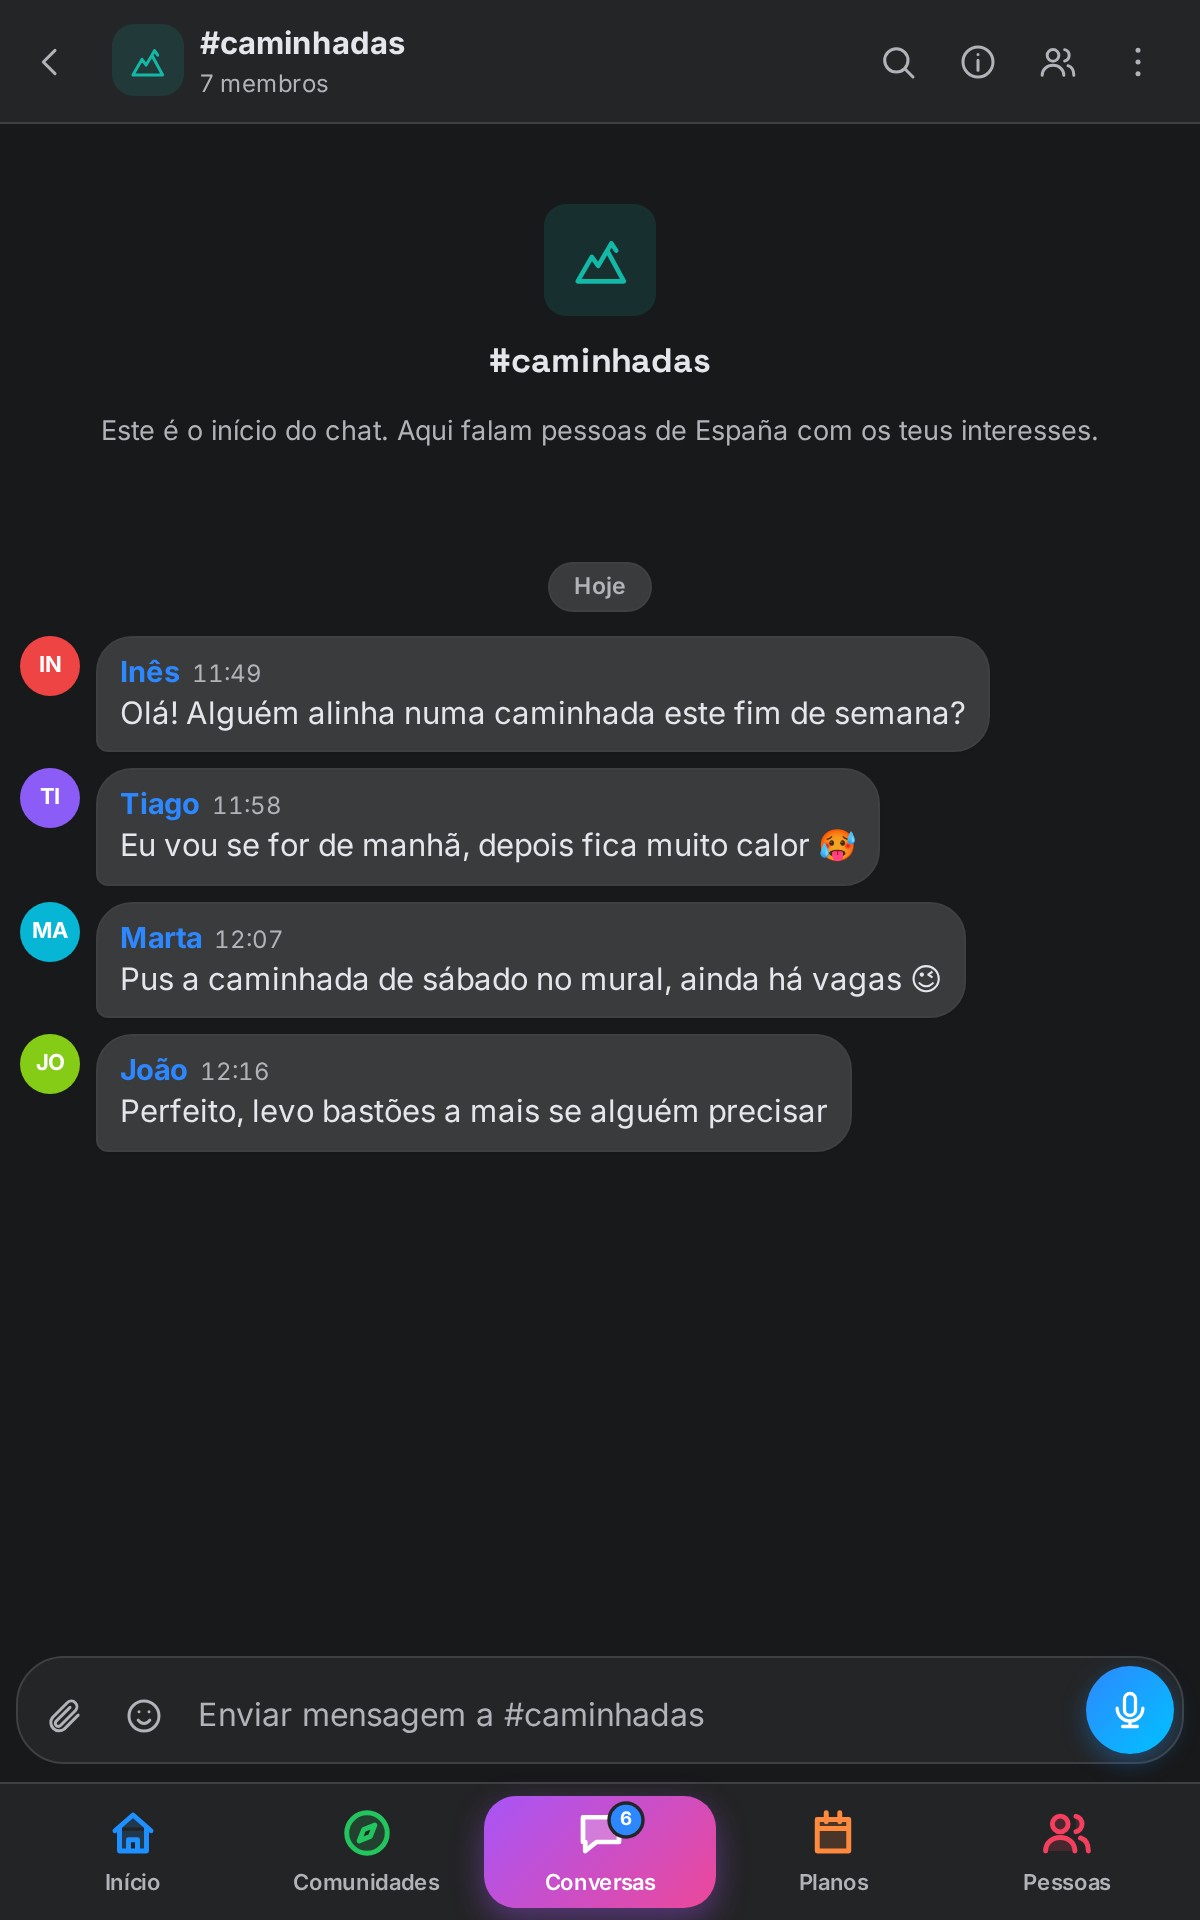 #caminhadas
7 membros
#caminhadas
Este é o início do chat. Aqui falam pessoas de España com os teus interesses.
Hoje
IN
Inês 11:49
Olá! Alguém alinha numa caminhada este fim de semana?
TI
Tiago 11:58
Eu vou se for de manhã, depois fica muito calor 🥵
MA
Marta 12:07
Pus a caminhada de sábado no mural, ainda há vagas 😉
JO
João 12:16
Perfeito, levo bastões a mais se alguém precisar
Enviar mensagem a #caminhadas
6
Início
Comunidades
Conversas
Planos
Pessoas